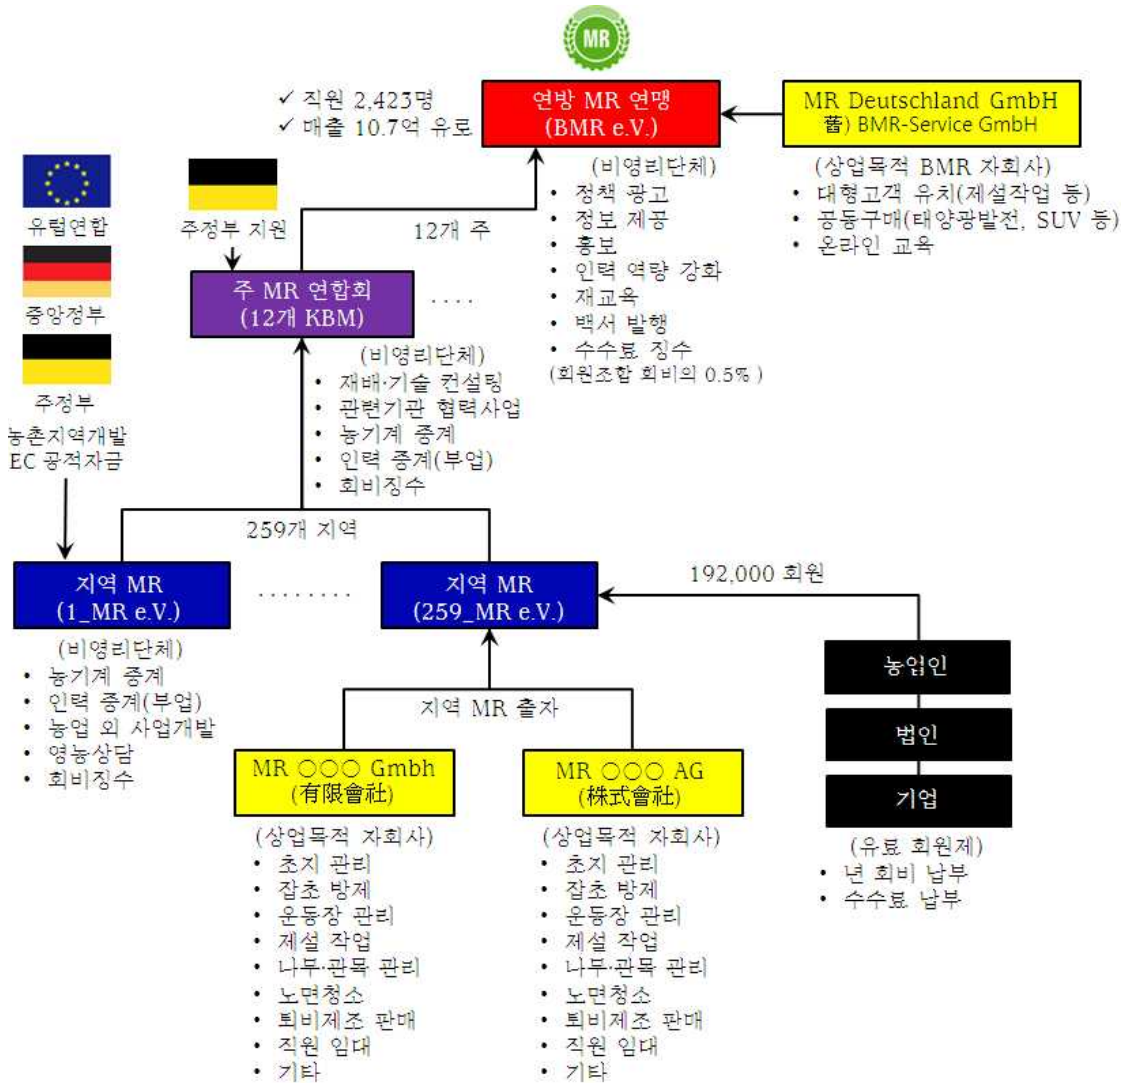 MR
✓ 직원 2,423명
✓ 매출 10.7억 유로
연방 MR 연맹
(BMR e.V.)
MR Deutschland GmbH
舊) BMR-Service GmbH
(비영리단체)
• 정책 광고
• 정보 제공
• 홍보
• 인력 역량 강화
• 재교육
• 백서 발행
• 수수료 징수
(회원조합 회비의 0.5% )
(상업목적 BMR 자회사)
• 대형고객 유치(제설작업 등)
• 공동구매(태양광발전, SUV 등)
• 온라인 교육
유럽연합
중앙정부
주정부
농촌지역개발
EC 공적자금
주정부 지원
12개 주
주 MR 연합회
(12개 KBM)
....
(비영리단체)
• 재배·기술 컨설팅
• 관련기관 협력사업
• 농기계 중계
• 인력 중계(부업)
• 회비징수
259개 지역
지역 MR
(1_MR e.V.)
........
지역 MR
(259_MR e.V.)
192,000 회원
(비영리단체)
• 농기계 중계
• 인력 중계(부업)
• 농업 외 사업개발
• 영농상담
• 회비징수
지역 MR 출자
MR ○○○ Gmbh
(有限會社)
MR ○○○ AG
(株式會社)
농업인
법인
기업
(유료 회원제)
• 년 회비 납부
• 수수료 납부
(상업목적 자회사)
• 초지 관리
• 잡초 방제
• 운동장 관리
• 제설 작업
• 나무·관목 관리
• 노면청소
• 퇴비제조 판매
• 직원 임대
• 기타
(상업목적 자회사)
• 초지 관리
• 잡초 방제
• 운동장 관리
• 제설 작업
• 나무·관목 관리
• 노면청소
• 퇴비제조 판매
• 직원 임대
• 기타